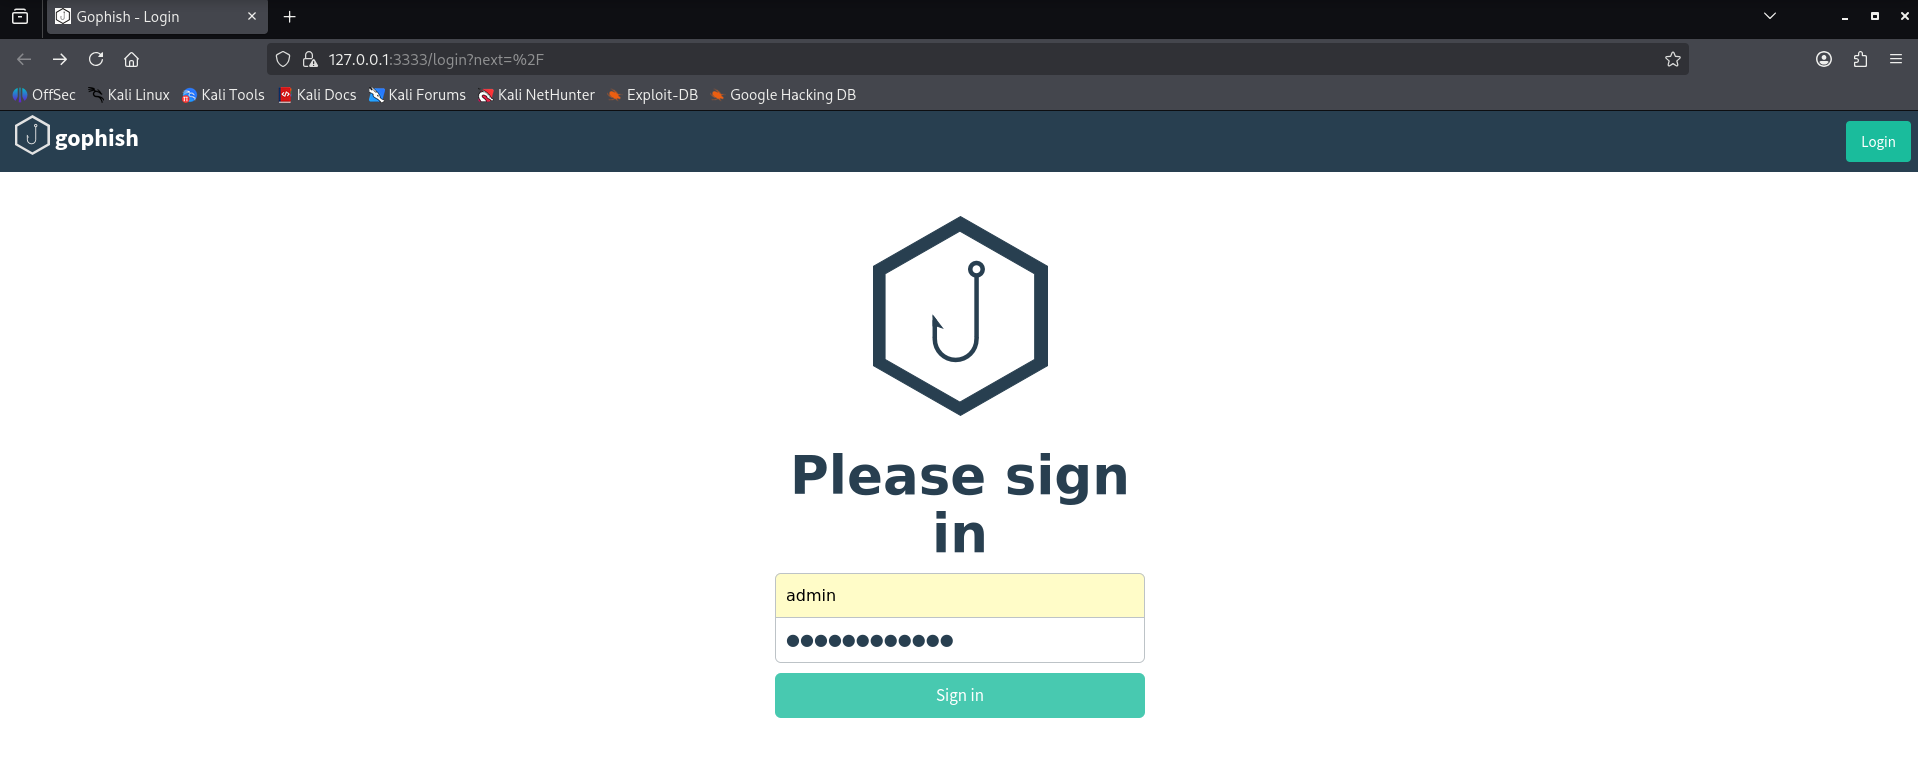 Gophish - Login
127.0.0.1:3333/login?next=%2F
OffSec Kali Linux Kali Tools Kali Docs Kali Forums Kali NetHunter Exploit-DB Google Hacking DB
gophish Login
Please sign
in
admin
●●●●●●●●●●●●
Sign in